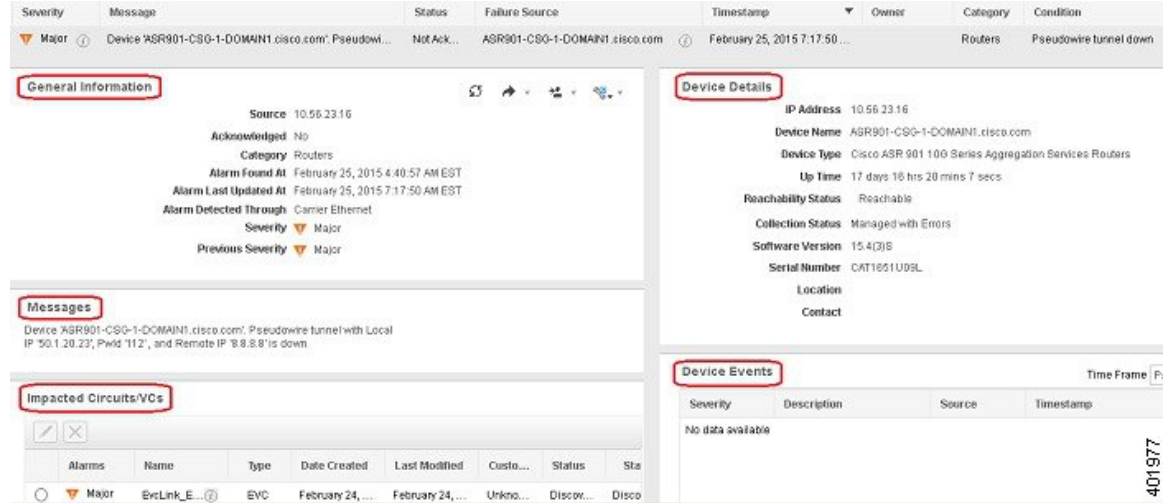 Severity Message Status Failure Source Timestamp Owner Category Condition
Major Device 'ASR901-CSG-1-DOMAIN1.cisco.com'. Pseudowi... Not Ack... ASR901-CSG-1-DOMAIN1.cisco.com February 25, 2015 7:17:50 ... Routers Pseudowire tunnel down
General Information
Source 10.56.23.16
Acknowledged No
Category Routers
Alarm Found At February 25, 2015 4:40:57 AM EST
Alarm Last Updated At February 25, 2015 7:17:50 AM EST
Alarm Detected Through Carrier Ethernet
Severity Major
Previous Severity Major
Messages
Device 'ASR901-CSG-1-DOMAIN1.cisco.com'. Pseudowire tunnel with Local
IP '50.1.20.23', PwId '112', and Remote IP '8.8.8.8' is down
Impacted Circuits/VCs
Alarms Name Type Date Created Last Modified Custo... Status Sta
Major EvcLink_E... EVC February 24, ... February 24, ... Unkno... Discov... Disco
Device Details
IP Address 10.56.23.16
Device Name ASR901-CSG-1-DOMAIN1.cisco.com
Device Type Cisco ASR 901 10G Series Aggregation Services Routers
Up Time 17 days 16 hrs 20 mins 7 secs
Reachability Status Reachable
Collection Status Managed with Errors
Software Version 15.4(3)S
Serial Number CAT1651U09L
Location
Contact
Device Events
Time Frame
Severity Description Source Timestamp
No data available
401977